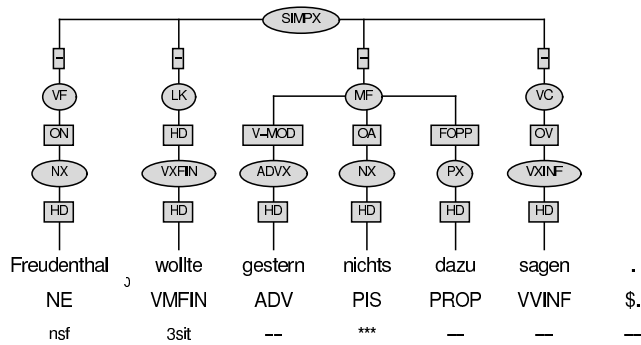 SIMPX
– – – –
VF LK MF VC
ON HD V–MOD OA FOPP OV
NX VXFIN ADVX NX PX VXINF
HD HD HD HD HD HD
Freudenthal wollte gestern nichts dazu sagen .
NE VMFIN ADV PIS PROP VVINF $.
nsf 3sit –– *** –– –– ––